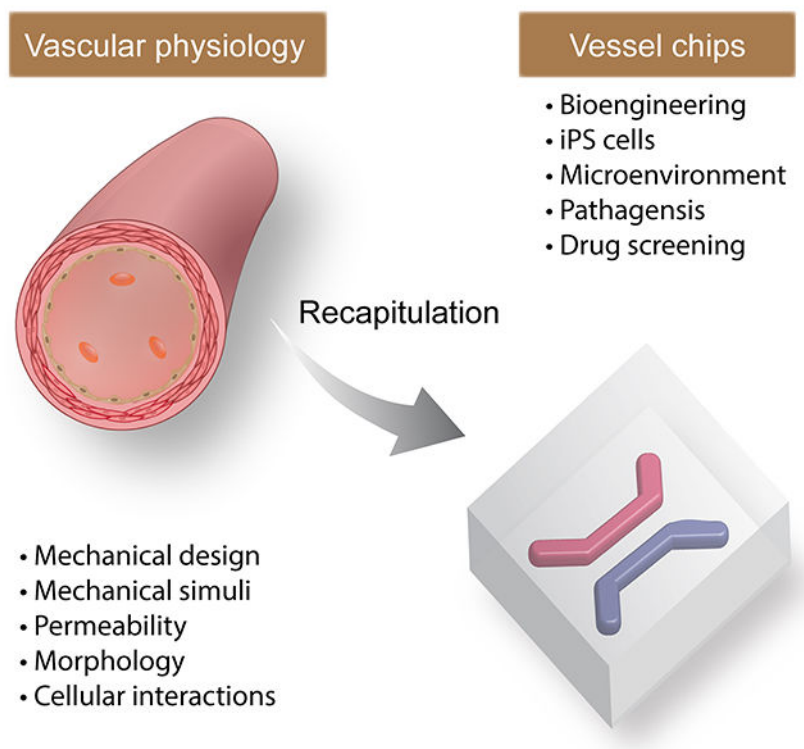 Vascular physiology
Vessel chips
• Bioengineering
• iPS cells
• Microenvironment
• Pathagensis
• Drug screening
Recapitulation
• Mechanical design
• Mechanical simuli
• Permeability
• Morphology
• Cellular interactions